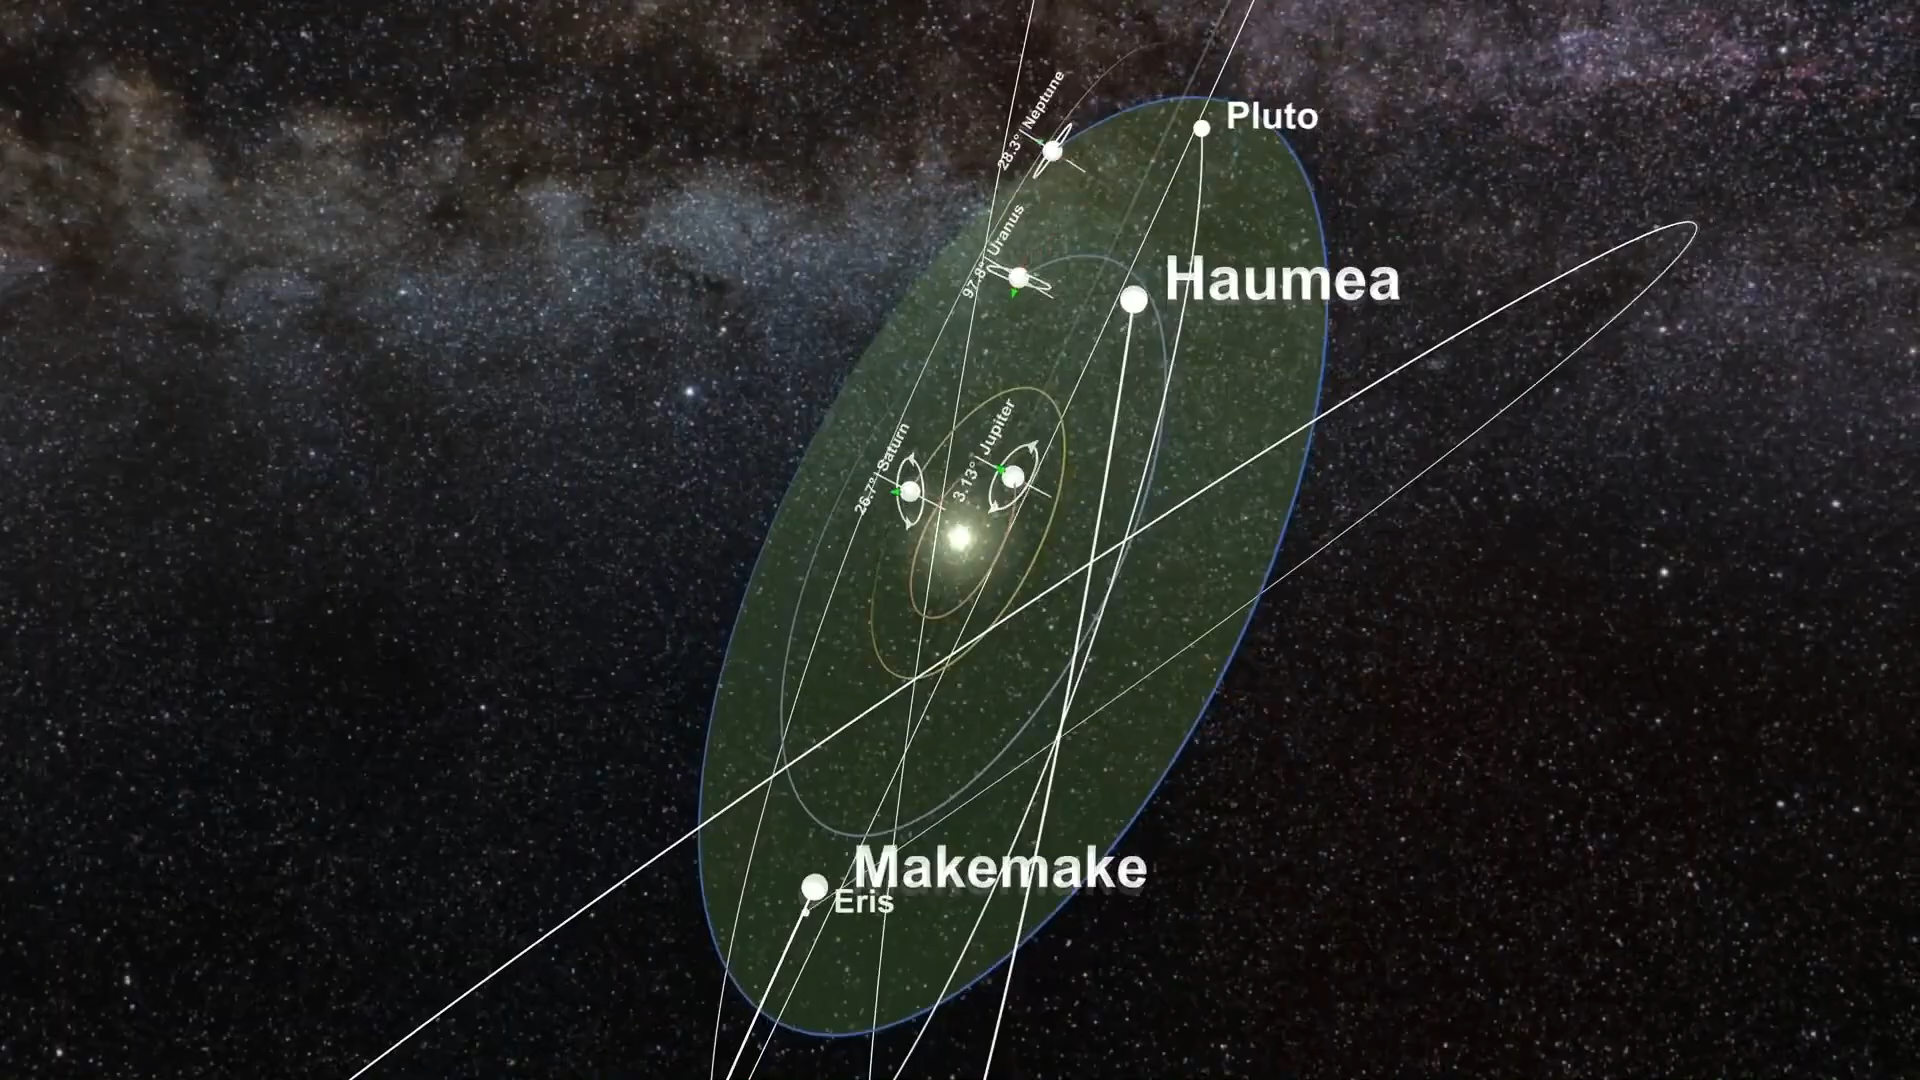 28.3° | Neptune
Pluto
97.8° | Uranus
Haumea
26.7° | Saturn
3.13° | Jupiter
Makemake
Eris